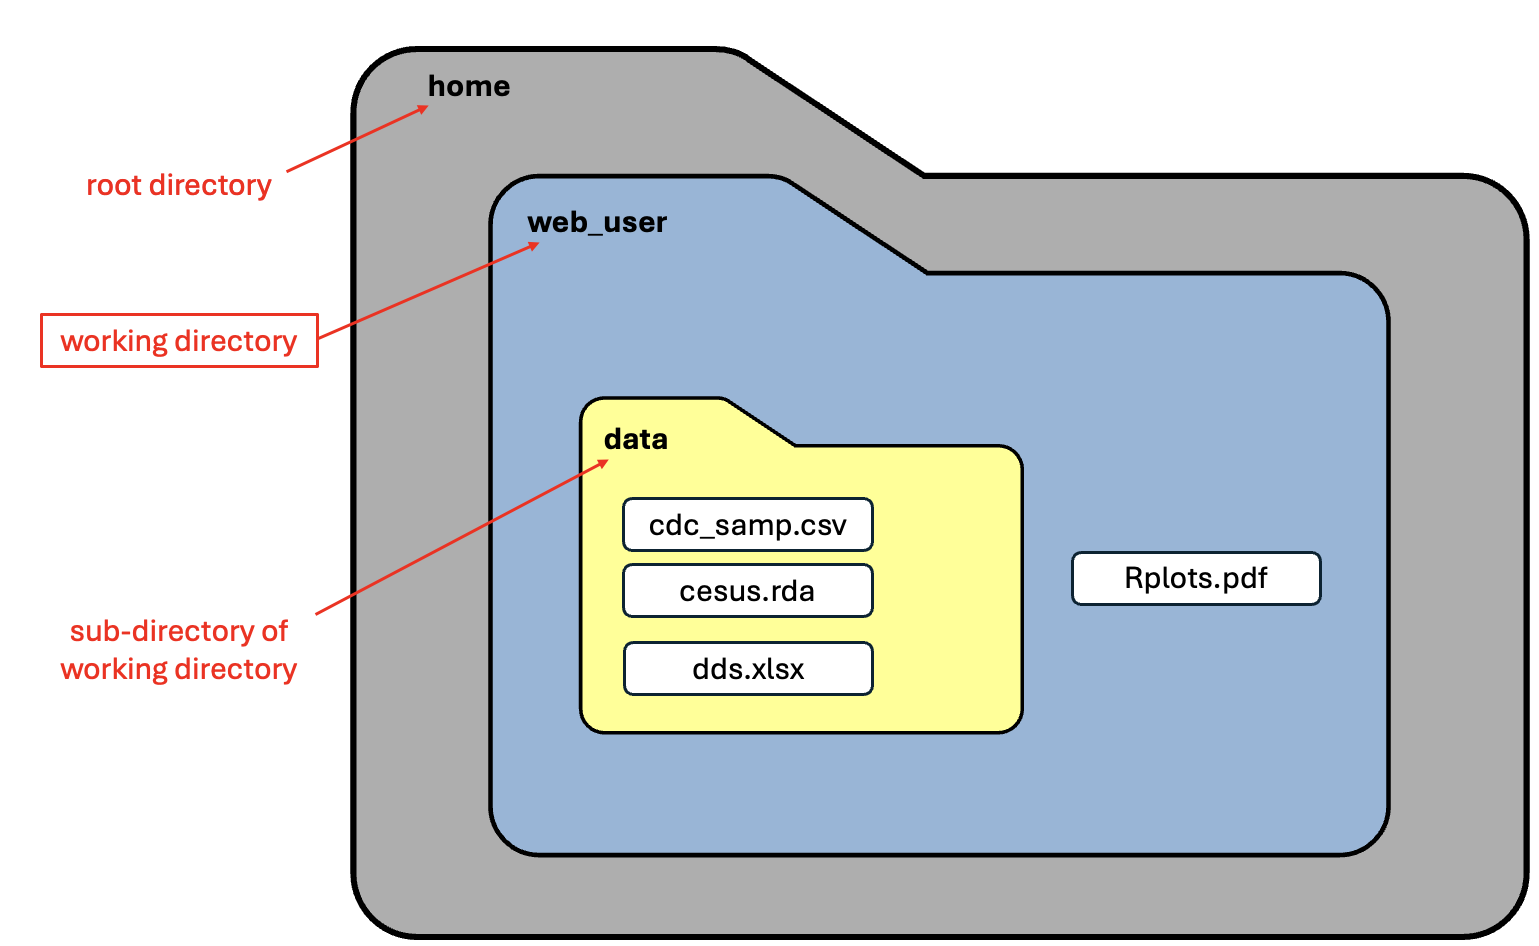 home
root directory
web_user
working directory
data
cdc_samp.csv
cesus.rda
dds.xlsx
Rplots.pdf
sub-directory of
working directory